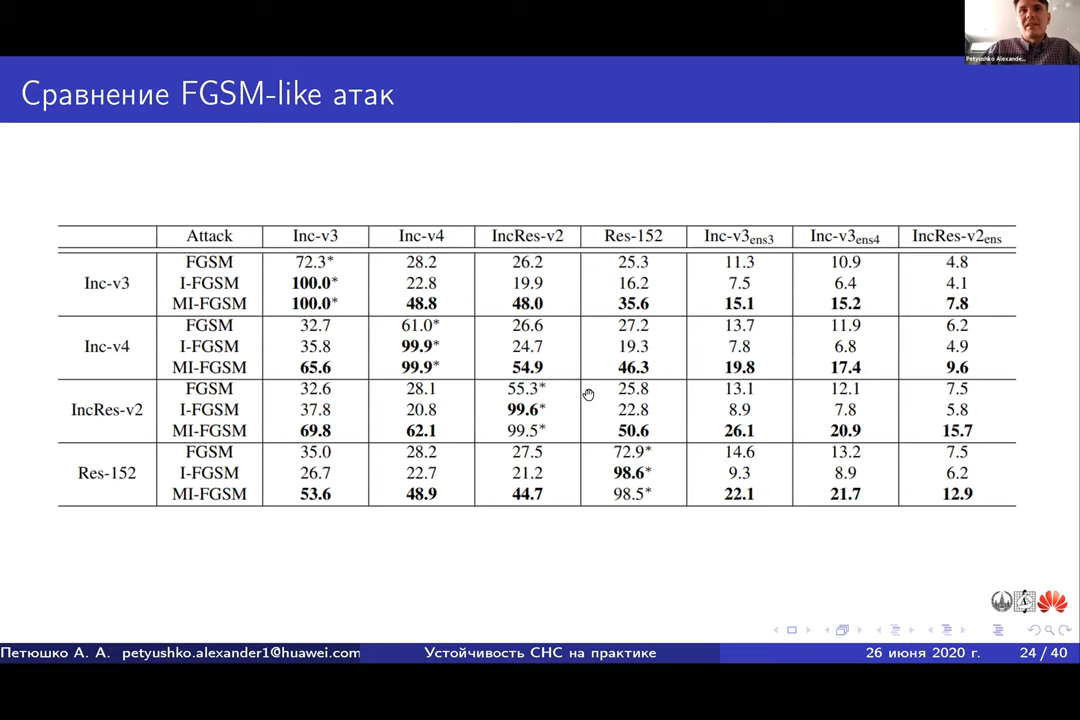 Petyushko Alexande...
Сравнение FGSM-like атак
Attack Inc-v3 Inc-v4 IncRes-v2 Res-152 Inc-v3ens3 Inc-v3ens4 IncRes-v2ens
FGSM 72.3* 28.2 26.2 25.3 11.3 10.9 4.8
Inc-v3 I-FGSM 100.0* 22.8 19.9 16.2 7.5 6.4 4.1
MI-FGSM 100.0* 48.8 48.0 35.6 15.1 15.2 7.8
FGSM 32.7 61.0* 26.6 27.2 13.7 11.9 6.2
Inc-v4 I-FGSM 35.8 99.9* 24.7 19.3 7.8 6.8 4.9
MI-FGSM 65.6 99.9* 54.9 46.3 19.8 17.4 9.6
FGSM 32.6 28.1 55.3* 25.8 13.1 12.1 7.5
IncRes-v2 I-FGSM 37.8 20.8 99.6* 22.8 8.9 7.8 5.8
MI-FGSM 69.8 62.1 99.5* 50.6 26.1 20.9 15.7
FGSM 35.0 28.2 27.5 72.9* 14.6 13.2 7.5
Res-152 I-FGSM 26.7 22.7 21.2 98.6* 9.3 8.9 6.2
MI-FGSM 53.6 48.9 44.7 98.5* 22.1 21.7 12.9
Петюшко А. А. petyushko.alexander1@huawei.com Устойчивость СНС на практике 26 июня 2020 г. 24 / 40